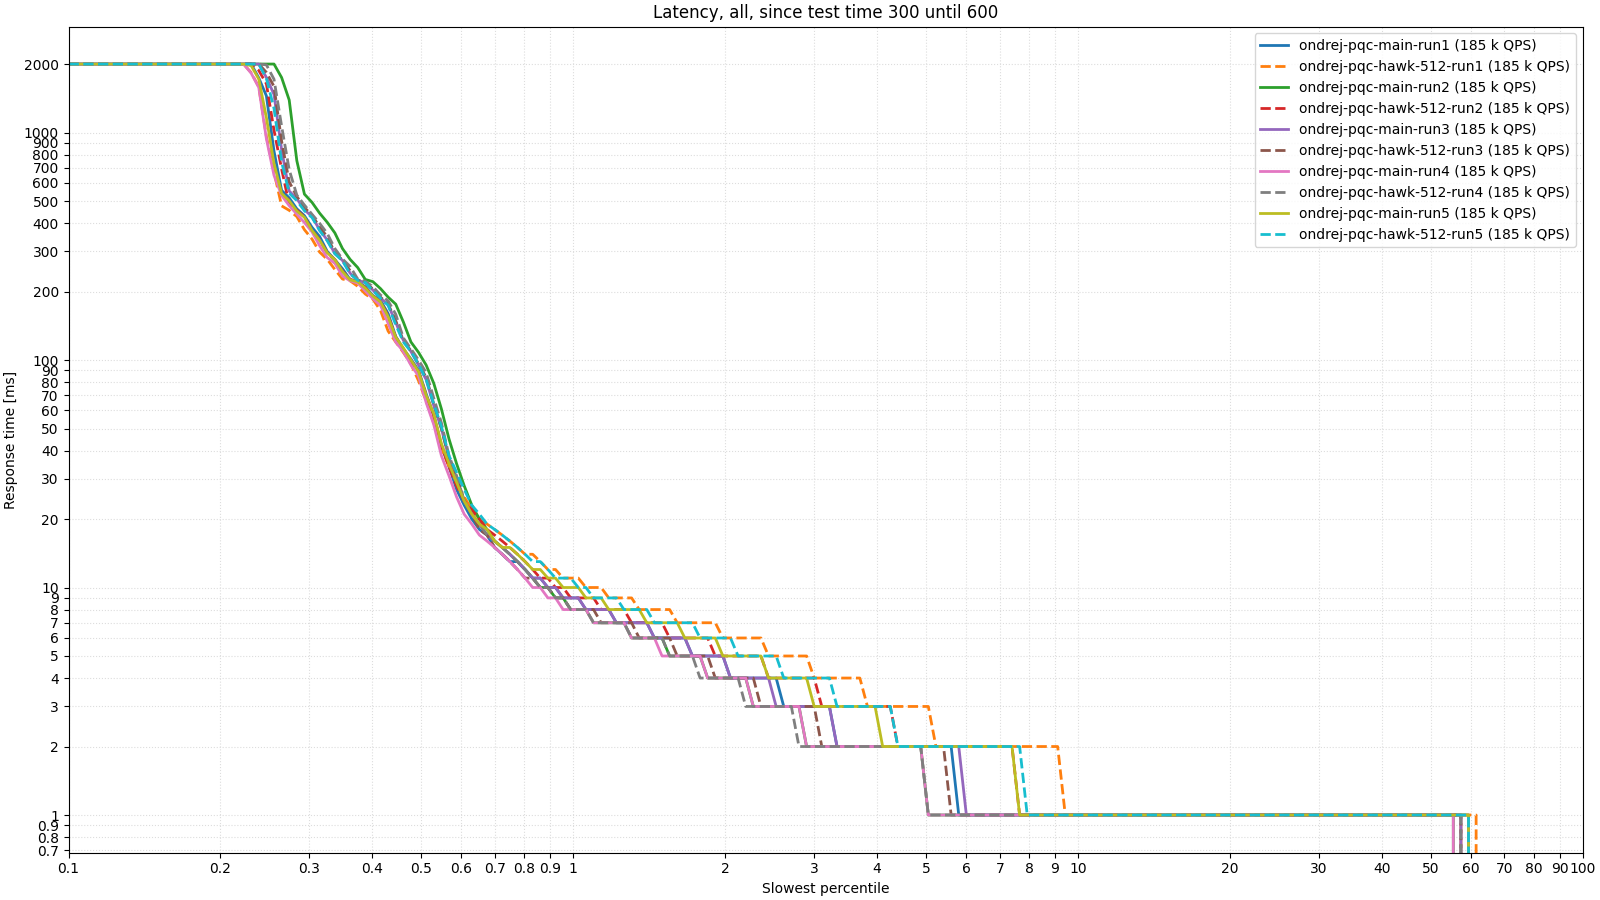 Latency, all, since test time 300 until 600
ondrej-pqc-main-run1 (185 k QPS)
ondrej-pqc-hawk-512-run1 (185 k QPS)
ondrej-pqc-main-run2 (185 k QPS)
ondrej-pqc-hawk-512-run2 (185 k QPS)
ondrej-pqc-main-run3 (185 k QPS)
ondrej-pqc-hawk-512-run3 (185 k QPS)
ondrej-pqc-main-run4 (185 k QPS)
ondrej-pqc-hawk-512-run4 (185 k QPS)
ondrej-pqc-main-run5 (185 k QPS)
ondrej-pqc-hawk-512-run5 (185 k QPS)
Response time [ms]
2000
1000
900
800
700
600
500
400
300
200
100
90
80
70
60
50
40
30
20
10
9
8
7
6
5
4
3
2
1
0.9
0.8
0.7
0.1 0.2 0.3 0.4 0.5 0.6 0.7 0.8 0.9 1 2 3 4 5 6 7 8 9 10 20 30 40 50 60 70 80 90 100
Slowest percentile